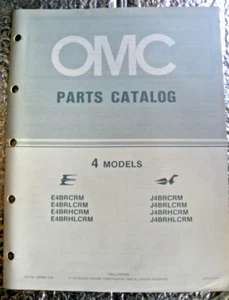 OMC
PARTS CATALOG
4 MODELS
E4BRCRM J4BRCRM
E4BRLCRM J4BRLCRM
E4BRHCRM J4BRHCRM
E4BRHLCRM J4BRHLCRM